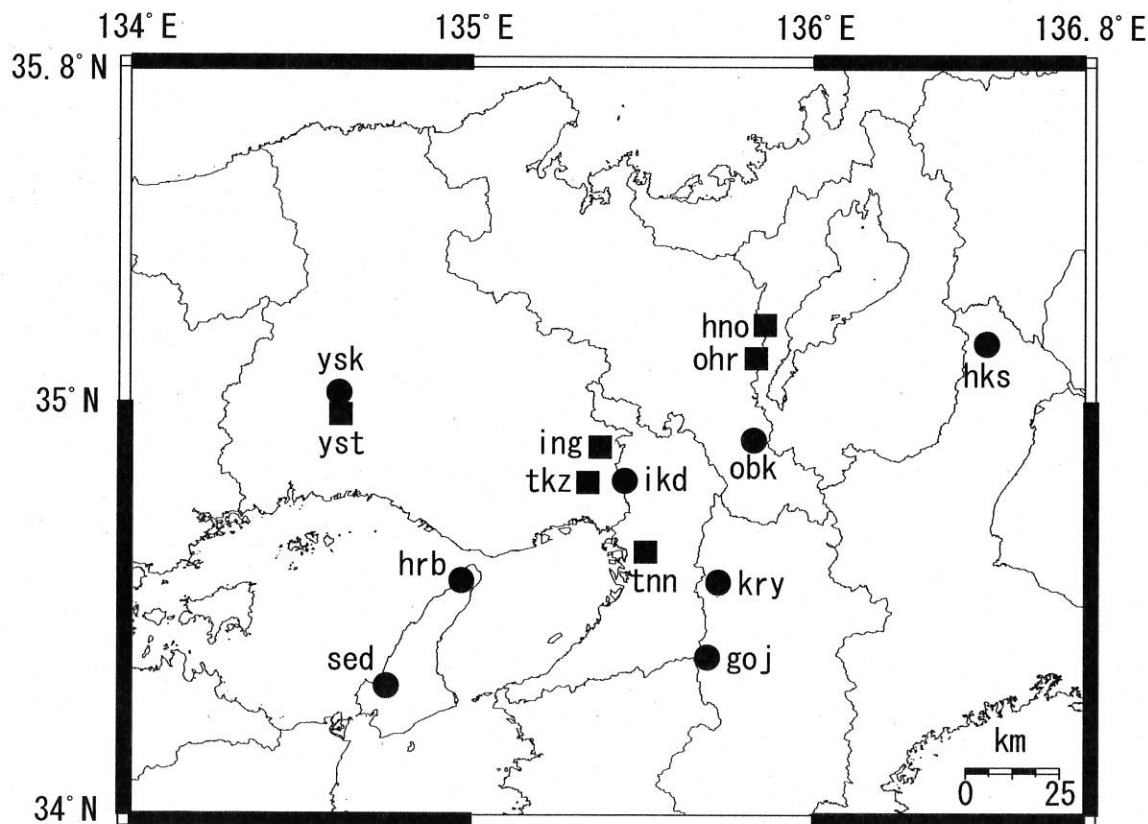 134°E 135°E 136°E 136.8°E
35.8°N
hno
ohr
ysk
hks
35°N
yst
ing
obk
tkz
ikd
hrb
tnn
kry
sed
goj
km
34°N
0 25